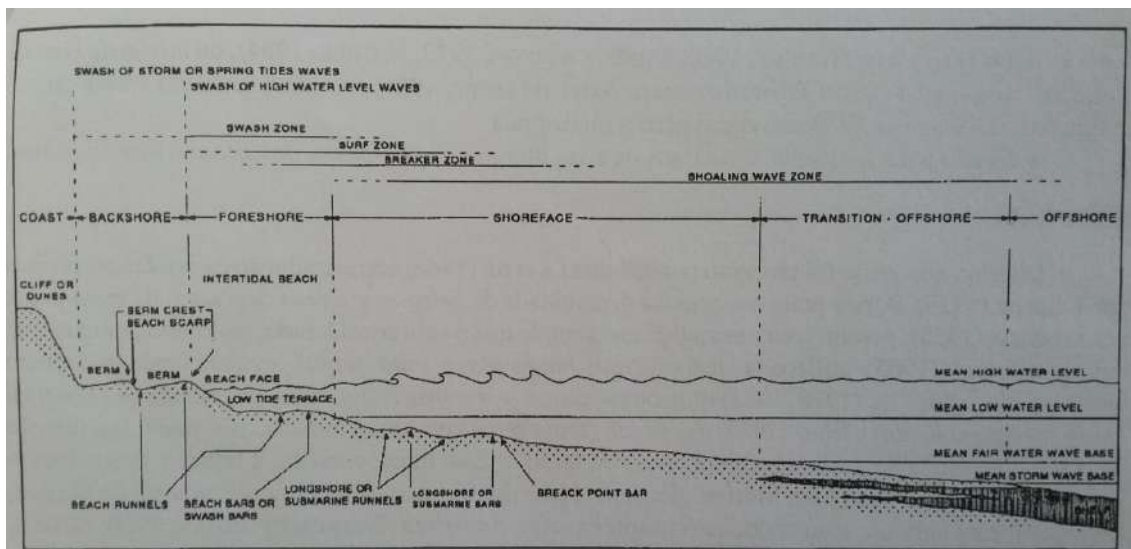 SWASH OF STORM OR SPRING TIDES WAVES
SWASH OF HIGH WATER LEVEL WAVES
SWASH ZONE
SURF ZONE
BREAKER ZONE
SHOALING WAVE ZONE
COAST
BACKSHORE
FORESHORE
SHOREFACE
TRANSITION - OFFSHORE
OFFSHORE
CLIFF OR
DUNES
INTERTIDAL BEACH
BERM CREST
BEACH SCARP
BERM
BERM
BEACH FACE
MEAN HIGH WATER LEVEL
LOW TIDE TERRACE
MEAN LOW WATER LEVEL
MEAN FAIR WATER WAVE BASE
MEAN STORM WAVE BASE
BEACH RUNNELS
BEACH BARS OR
SWASH BARS
LONGSHORE OR
SUBMARINE RUNNELS
LONGSHORE OR
SUBMARINE BARS
BREACK POINT BAR